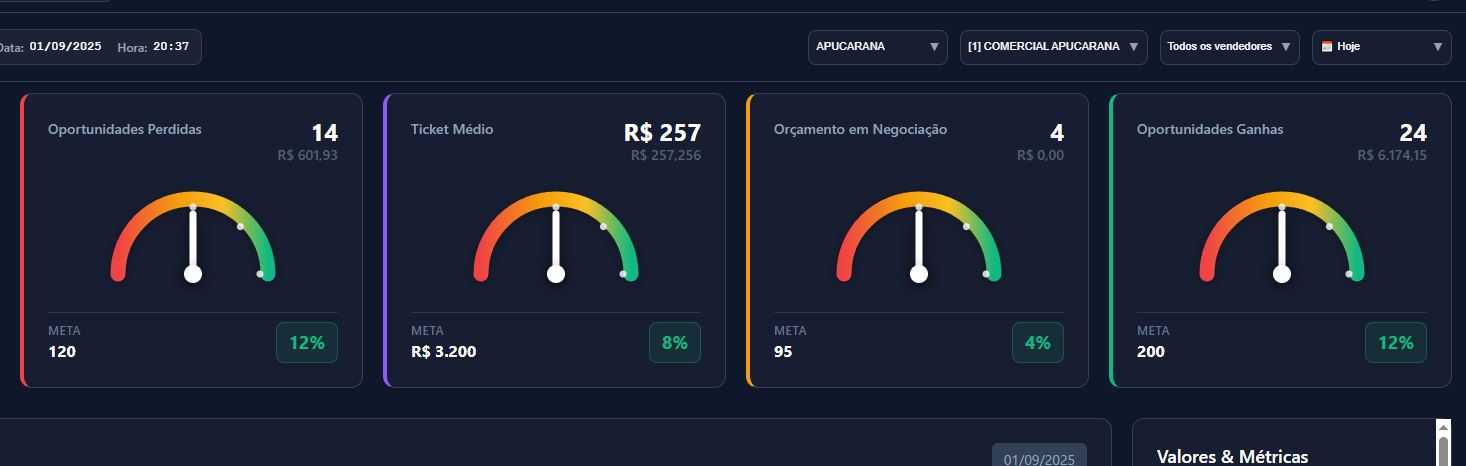 Data: 01/09/2025 Hora: 20:37
APUCARANA
[1] COMERCIAL APUCARANA
Todos os vendedores
Hoje
Oportunidades Perdidas
14
R$ 601,93
META
120
12%
Ticket Médio
R$ 257
R$ 257,256
META
R$ 3.200
8%
Orçamento em Negociação
4
R$ 0,00
META
95
4%
Oportunidades Ganhas
24
R$ 6.174,15
META
200
12%
01/09/2025
Valores & Métricas